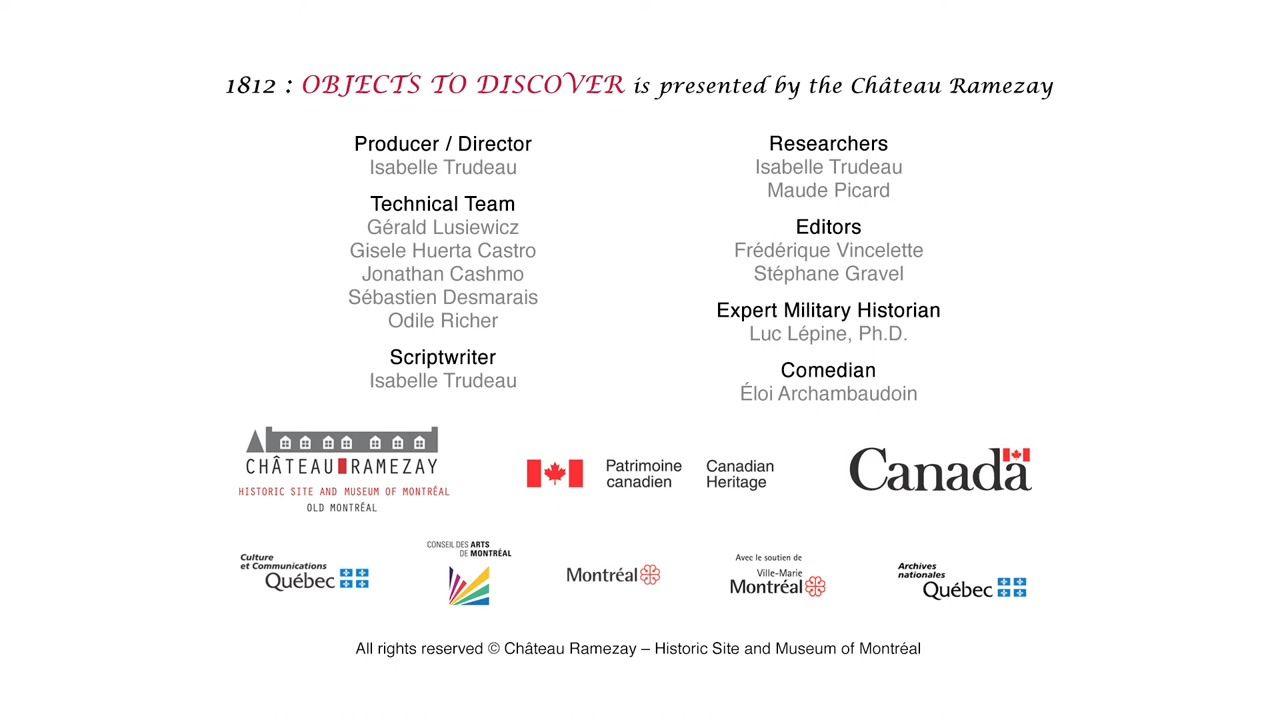 1812 : OBJECTS TO DISCOVER is presented by the Château Ramezay
Producer / Director
Isabelle Trudeau
Technical Team
Gérald Lusiewicz
Gisele Huerta Castro
Jonathan Cashmo
Sébastien Desmarais
Odile Richer
Scriptwriter
Isabelle Trudeau
Researchers
Isabelle Trudeau
Maude Picard
Editors
Frédérique Vincelette
Stéphane Gravel
Expert Military Historian
Luc Lépine, Ph.D.
Comedian
Éloi Archambaudoin
CHÂTEAU RAMEZAY
HISTORIC SITE AND MUSEUM OF MONTRÉAL
OLD MONTRÉAL
Patrimoine
canadien
Canadian
Heritage
Canada
Culture
et Communications
Québec
CONSEIL DES ARTS
DE MONTRÉAL
Montréal
Avec le soutien de
Ville-Marie
Montréal
Archives
nationales
Québec
All rights reserved © Château Ramezay – Historic Site and Museum of Montréal